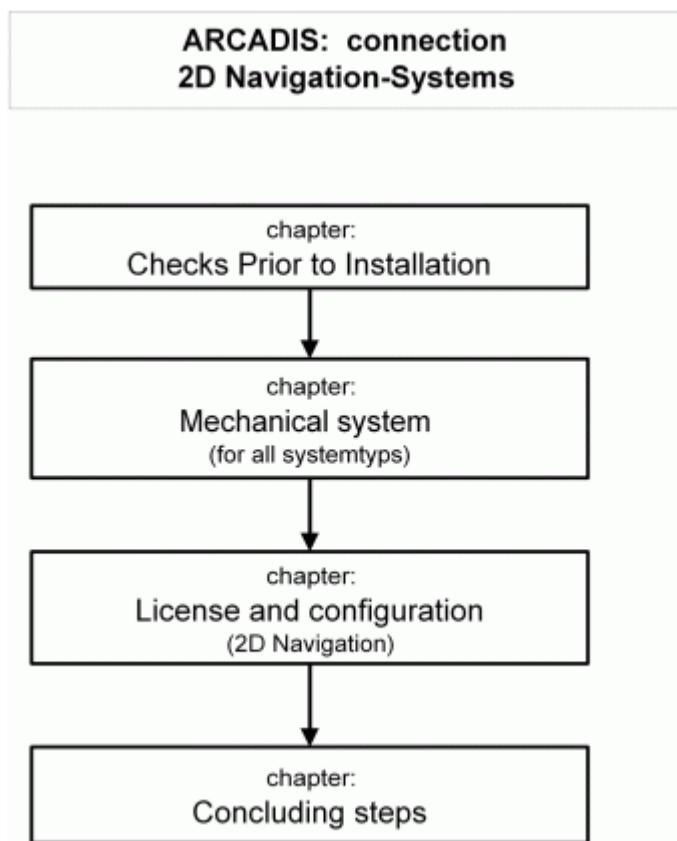 ARCADIS: connection
2D Navigation-Systems
chapter:
Checks Prior to Installation
chapter:
Mechanical system
(for all systemtyps)
chapter:
License and configuration
(2D Navigation)
chapter:
Concluding steps